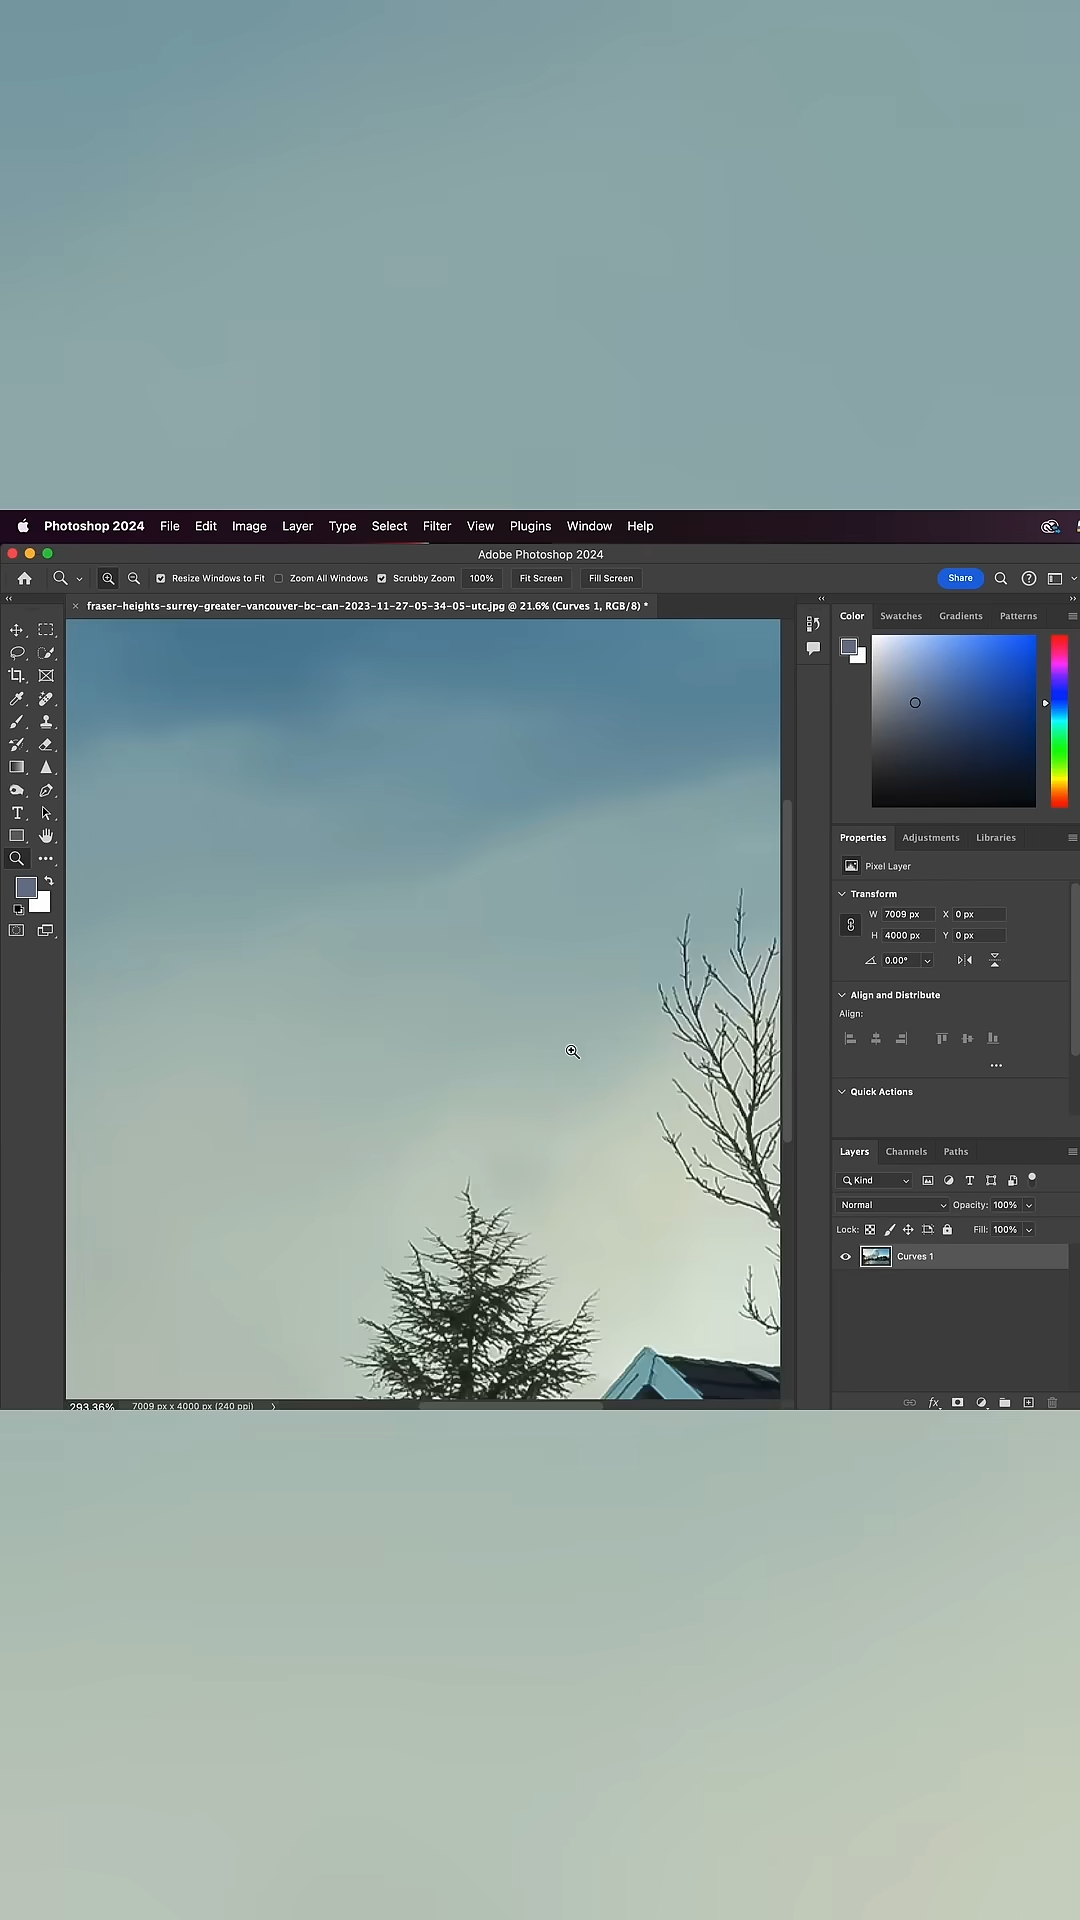 Photoshop 2024 File Edit Image Layer Type Select Filter View Plugins Window Help
Adobe Photoshop 2024
Resize Windows to Fit Zoom All Windows Scrubby Zoom 100% Fit Screen Fill Screen Share
× fraser-heights-surrey-greater-vancouver-bc-can-2023-11-27-05-34-05-utc.jpg @ 21.6% (Curves 1, RGB/8) *
Color Swatches Gradients Patterns
Properties Adjustments Libraries
Pixel Layer
Transform
W 7009 px X 0 px
H 4000 px Y 0 px
0.00°
Align and Distribute
Align:
Quick Actions
Layers Channels Paths
Kind
Normal Opacity: 100%
Lock: Fill: 100%
Curves 1
293.36% 7009 px x 4000 px (240 ppi)